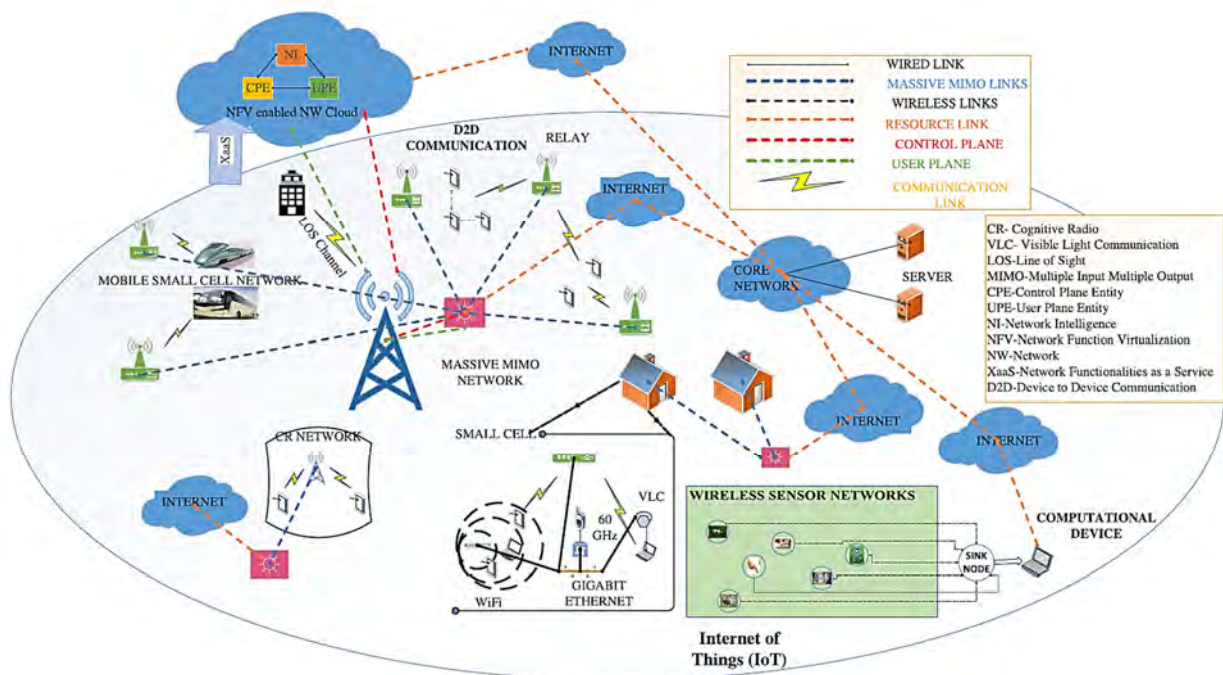 INTERNET
NI
CPE
UPE
NFV enabled NW Cloud
XaaS
D2D
COMMUNICATION
RELAY
INTERNET
LOS Channel
MOBILE SMALL CELL NETWORK
MASSIVE MIMO
NETWORK
CORE
NETWORK
SERVER
WIRED LINK
MASSIVE MIMO LINKS
WIRELESS LINKS
RESOURCE LINK
CONTROL PLANE
USER PLANE
COMMUNICATION
LINK
CR- Cognitive Radio
VLC- Visible Light Communication
LOS-Line of Sight
MIMO-Multiple Input Multiple Output
CPE-Control Plane Entity
UPE-User Plane Entity
NI-Network Intelligence
NFV-Network Function Virtualization
NW-Network
XaaS-Network Functionalities as a Service
D2D-Device to Device Communication
SMALL CELL
INTERNET
INTERNET
CR NETWORK
INTERNET
VLC
60
GHz
WiFi
GIGABIT
ETHERNET
WIRELESS SENSOR NETWORKS
SINK
NODE
COMPUTATIONAL
DEVICE
Internet of
Things (IoT)